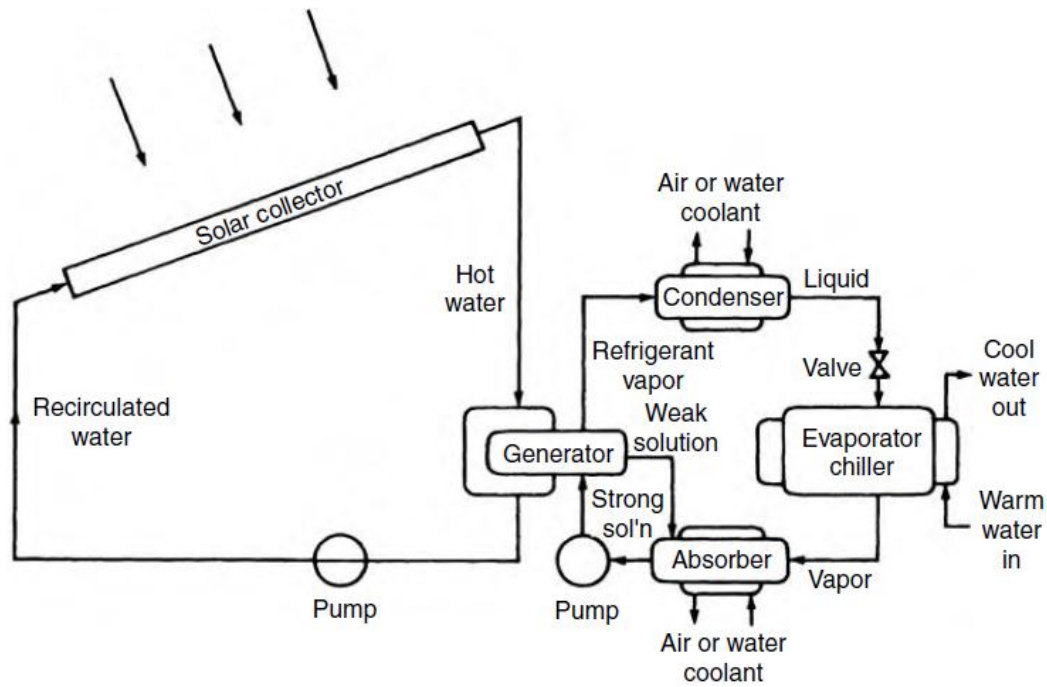 Solar collector
Hot
water
Recirculated
water
Pump
Air or water
coolant
Condenser
Liquid
Refrigerant
vapor
Valve
Cool
water
out
Weak
solution
Generator
Evaporator
chiller
Strong
sol'n
Absorber
Vapor
Warm
water
in
Pump
Air or water
coolant